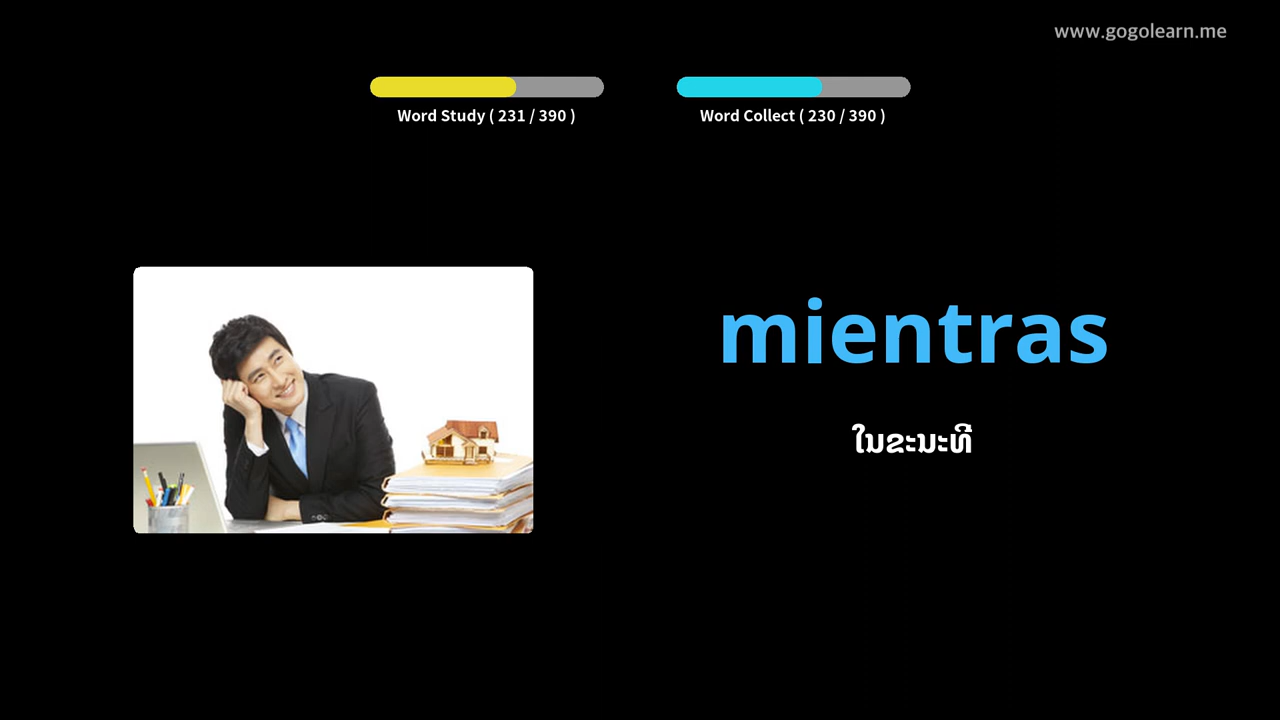 www.gogolearn.me
Word Study ( 231 / 390 )
Word Collect ( 230 / 390 )
mientras
ໃນຂະນະທີ